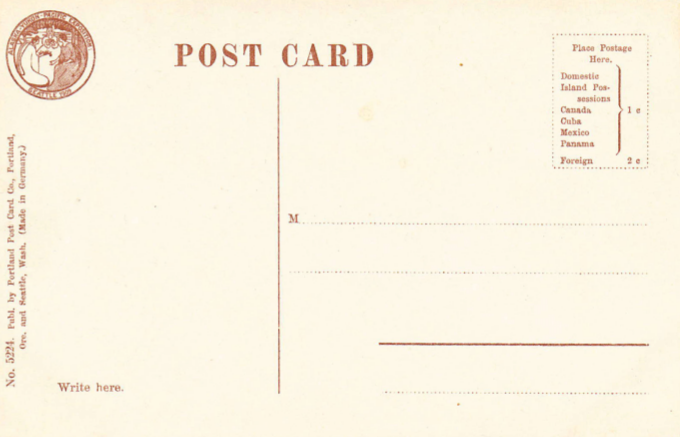 ALASKA-YUKON-PACIFIC EXPOSITION
SEATTLE 1909
POST CARD
Place Postage
Here.
Domestic
Island Pos-
sessions
Canada
Cuba
Mexico
Panama
1 c
Foreign 2 c
M
No. 5224. Publ. by Portland Post Card Co., Portland,
Ore. and Seattle, Wash. (Made in Germany.)
Write here.